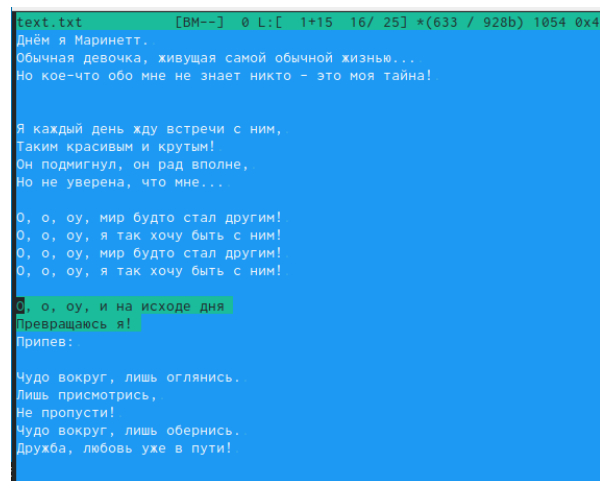 text.txt [BM--] 0 L:[ 1+15 16/ 25] *(633 / 928b) 1054 0x4
Днём я Маринетт.
Обычная девочка, живущая самой обычной жизнью...
Но кое-что обо мне не знает никто – это моя тайна!
Я каждый день жду встречи с ним,
Таким красивым и крутым!
Он подмигнул, он рад вполне,
Но не уверена, что мне...
О, о, оу, мир будто стал другим!
О, о, оу, я так хочу быть с ним!
О, о, оу, мир будто стал другим!
О, о, оу, я так хочу быть с ним!
О, о, оу, и на исходе дня
Превращаюсь я!
Припев:
Чудо вокруг, лишь оглянись.
Лишь присмотрись,
Не пропусти!
Чудо вокруг, лишь обернись.
Дружба, любовь уже в пути!